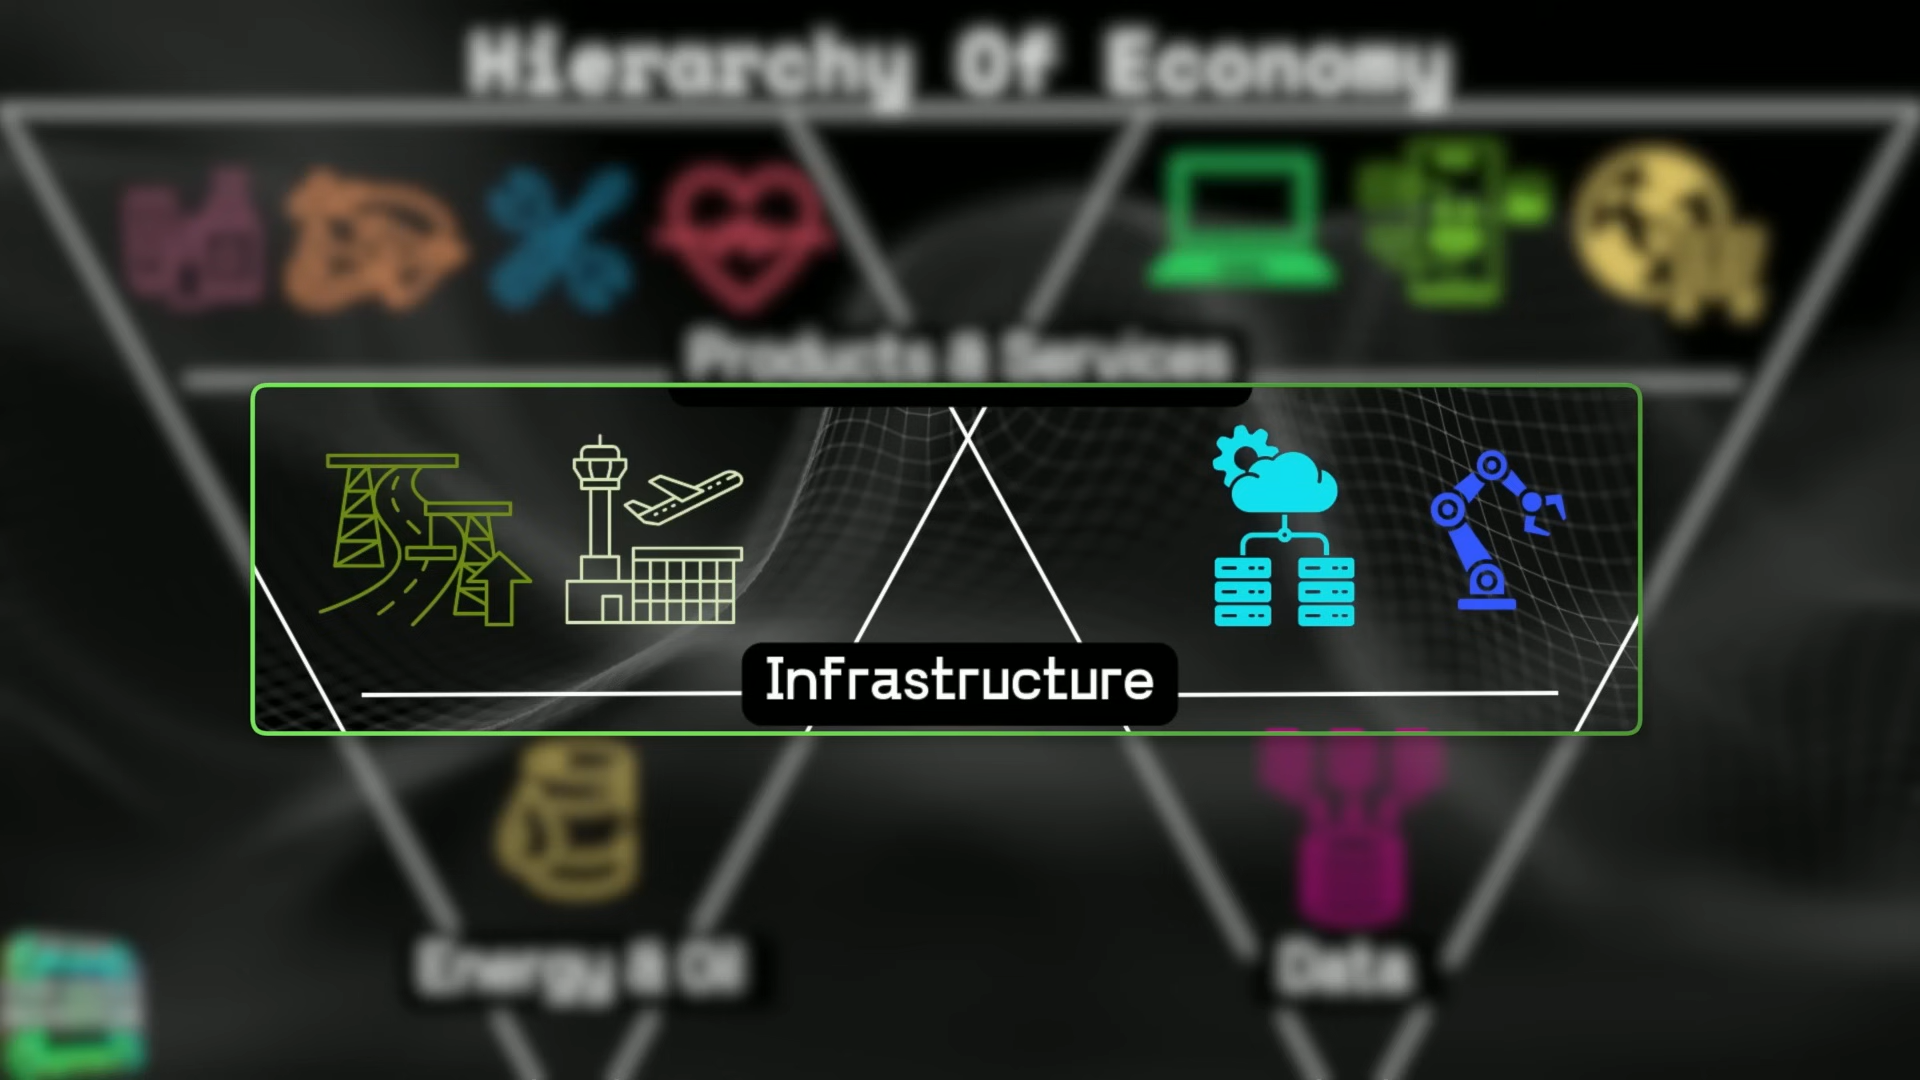 Hierarchy Of Economy
Products & Services
Infrastructure
Energy & Oil
Data